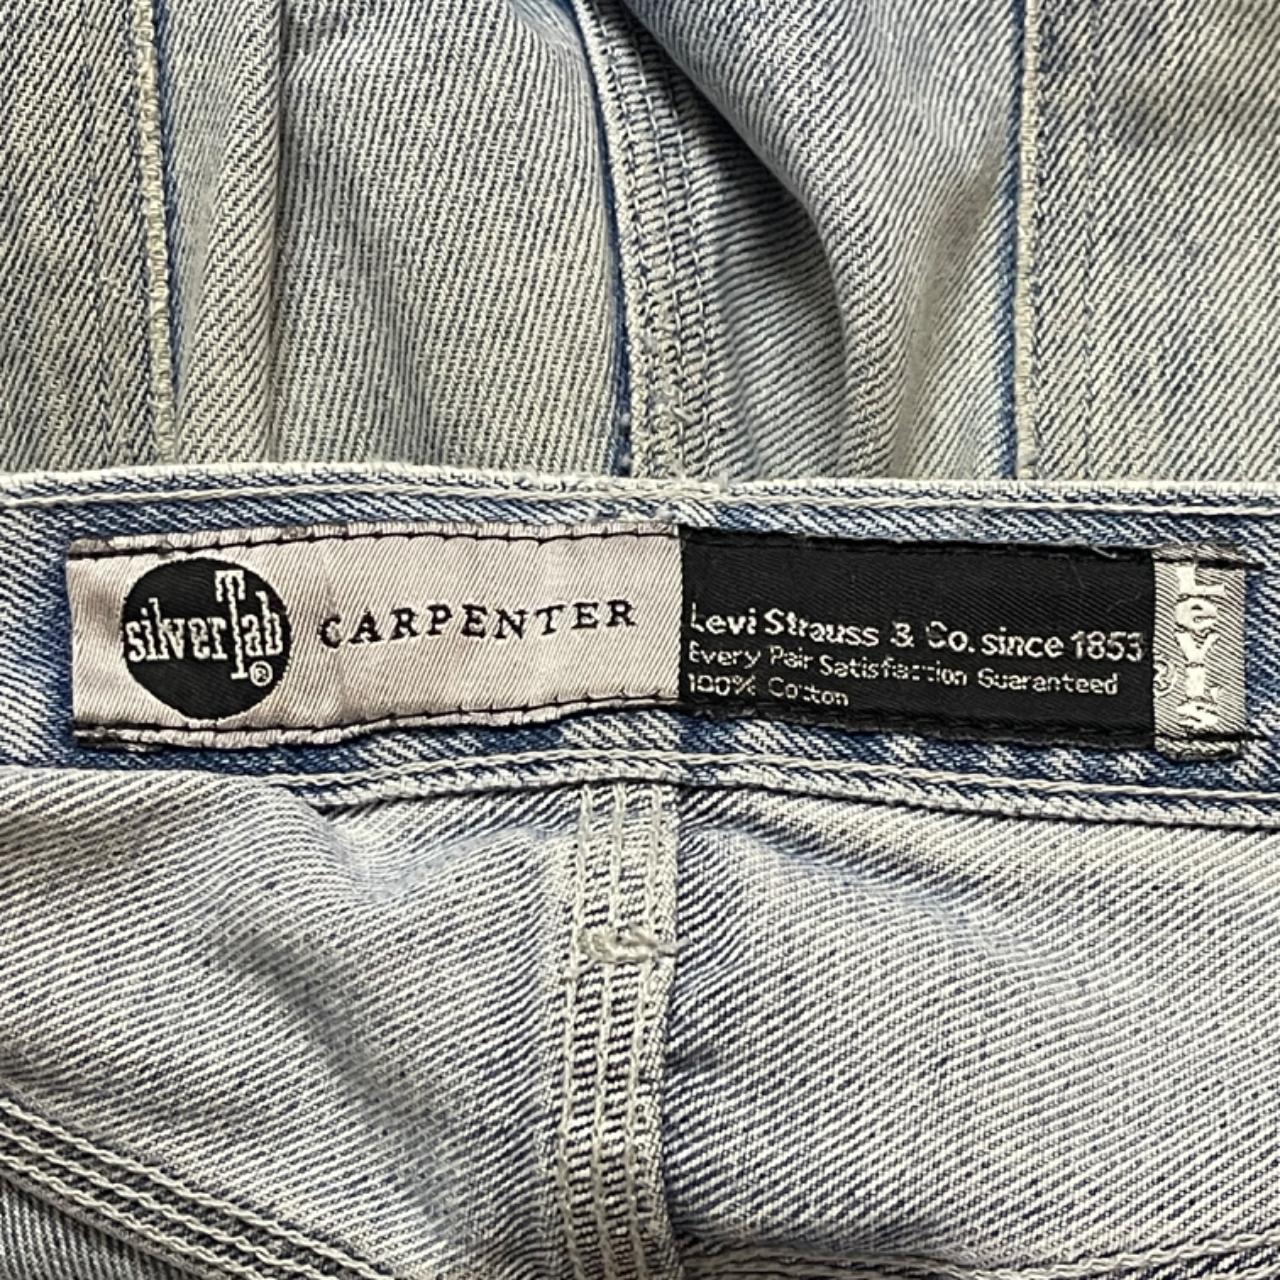 silverTab®
CARPENTER
Levi Strauss & Co. since 1853
Every Pair Satisfaction Guaranteed
100% Cotton
LeVI'S
®